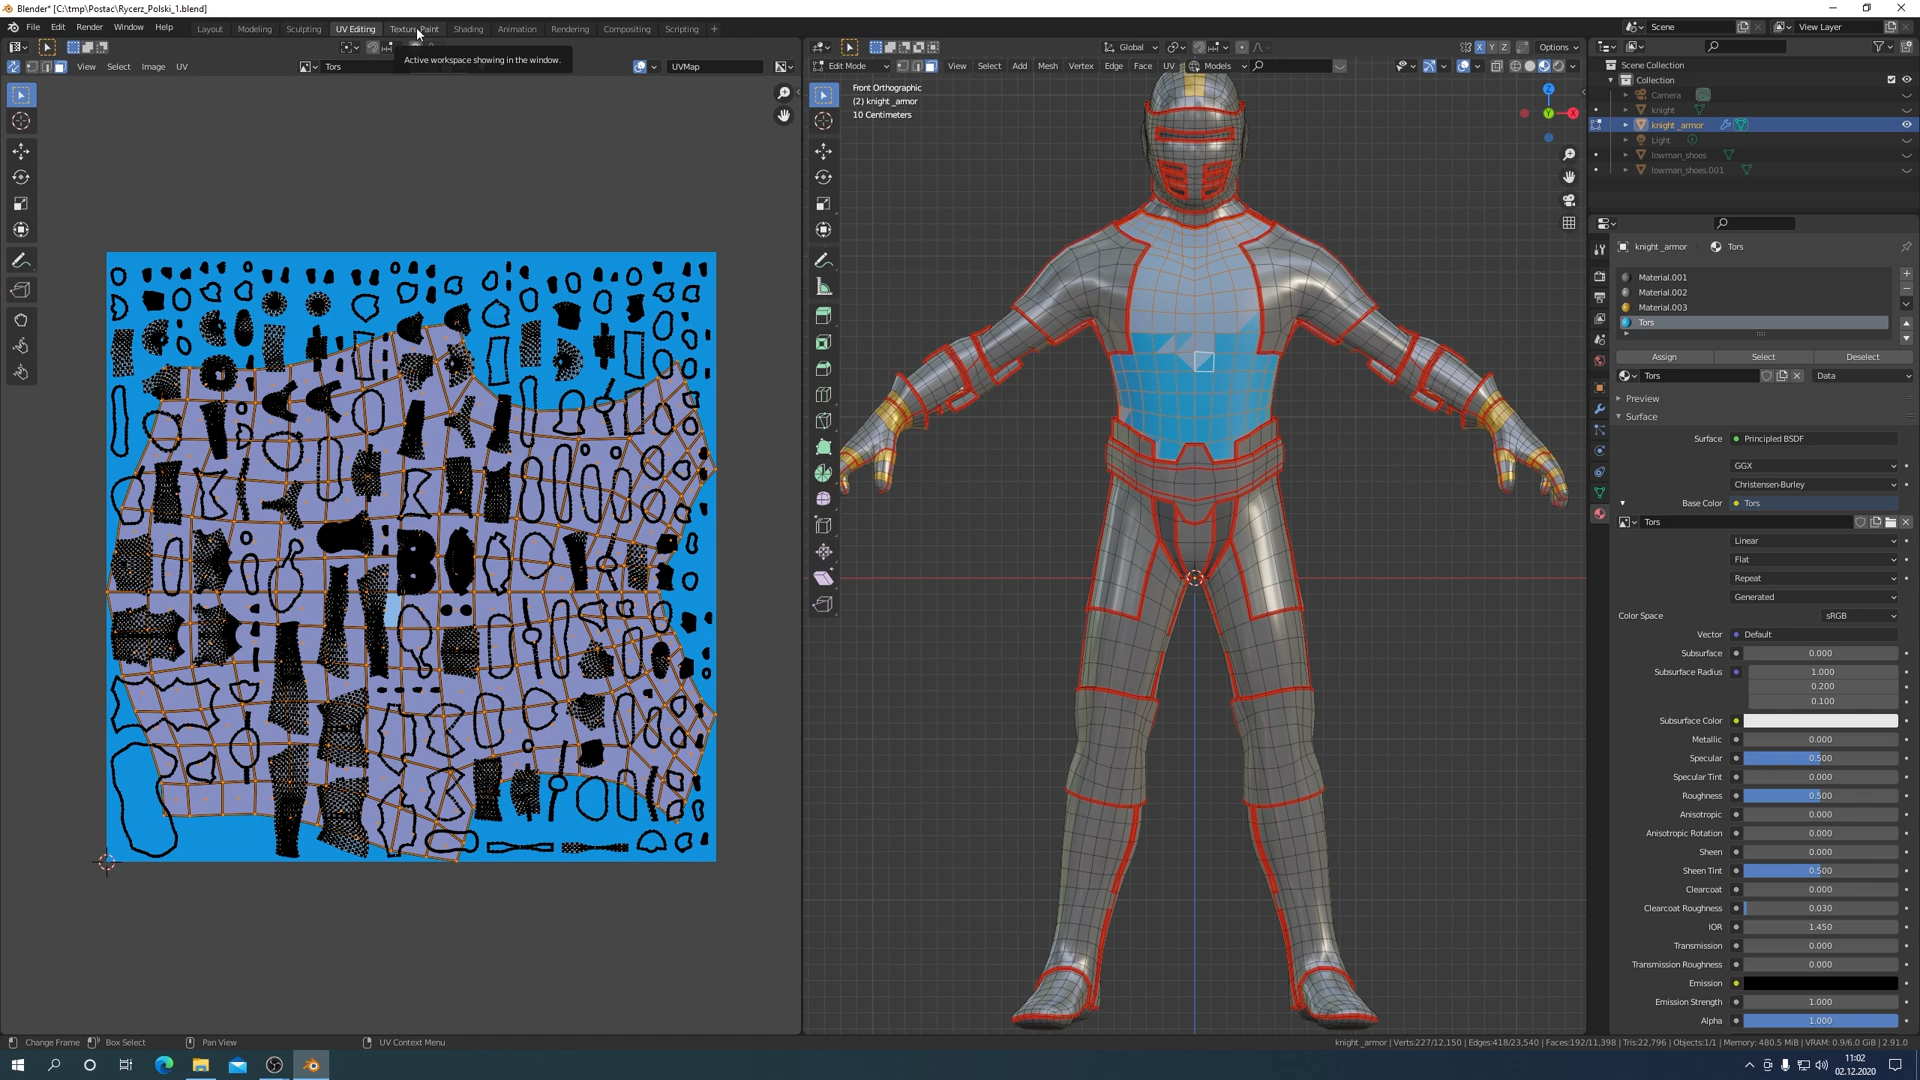 Blender* [C:\tmp\Postac\Rycerz_Polski_1.blend]
File Edit Render Window Help
Layout Modeling Sculpting UV Editing Texture Paint Shading Animation Rendering Compositing Scripting +
Scene
View Layer
Active workspace showing in the window.
Global
X Y Z
Options
View Select Image UV
Tors
UVMap
Edit Mode
View Select Add Mesh Vertex Edge Face UV
Models
Front Orthographic
(2) knight _armor
10 Centimeters
Z
Y
X
Scene Collection
Collection
Camera
knight
knight _armor
Light
lowman_shoes
lowman_shoes.001
knight _armor
Tors
Material.001
Material.002
Material.003
Tors
Assign
Select
Deselect
Tors
Data
Preview
Surface
Surface Principled BSDF
GGX
Christensen-Burley
Base Color Tors
Tors
Linear
Flat
Repeat
Generated
Color Space sRGB
Vector Default
Subsurface 0.000
Subsurface Radius 1.000
0.200
0.100
Subsurface Color
Metallic 0.000
Specular 0.500
Specular Tint 0.000
Roughness 0.500
Anisotropic 0.000
Anisotropic Rotation 0.000
Sheen 0.000
Sheen Tint 0.500
Clearcoat 0.000
Clearcoat Roughness 0.030
IOR 1.450
Transmission 0.000
Transmission Roughness 0.000
Emission
Emission Strength 1.000
Alpha 1.000
Change Frame
Box Select
Pan View
UV Context Menu
knight _armor | Verts:227/12,150 | Edges:418/23,540 | Faces:192/11,398 | Tris:22,796 | Objects:1/1 | Memory: 480.5 MiB | VRAM: 0.9/6.0 GiB | 2.91.0
11:02
02.12.2020